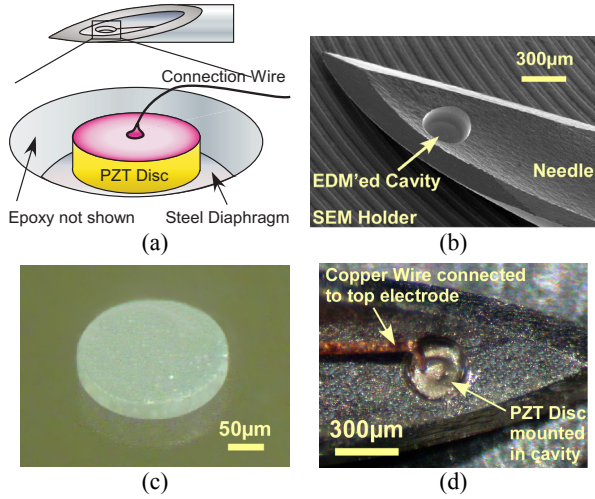 Connection Wire
PZT Disc
Epoxy not shown
Steel Diaphragm
(a)
300µm
EDM'ed Cavity
Needle
SEM Holder
(b)
50µm
(c)
Copper Wire connected
to top electrode
300µm
PZT Disc
mounted
in cavity
(d)